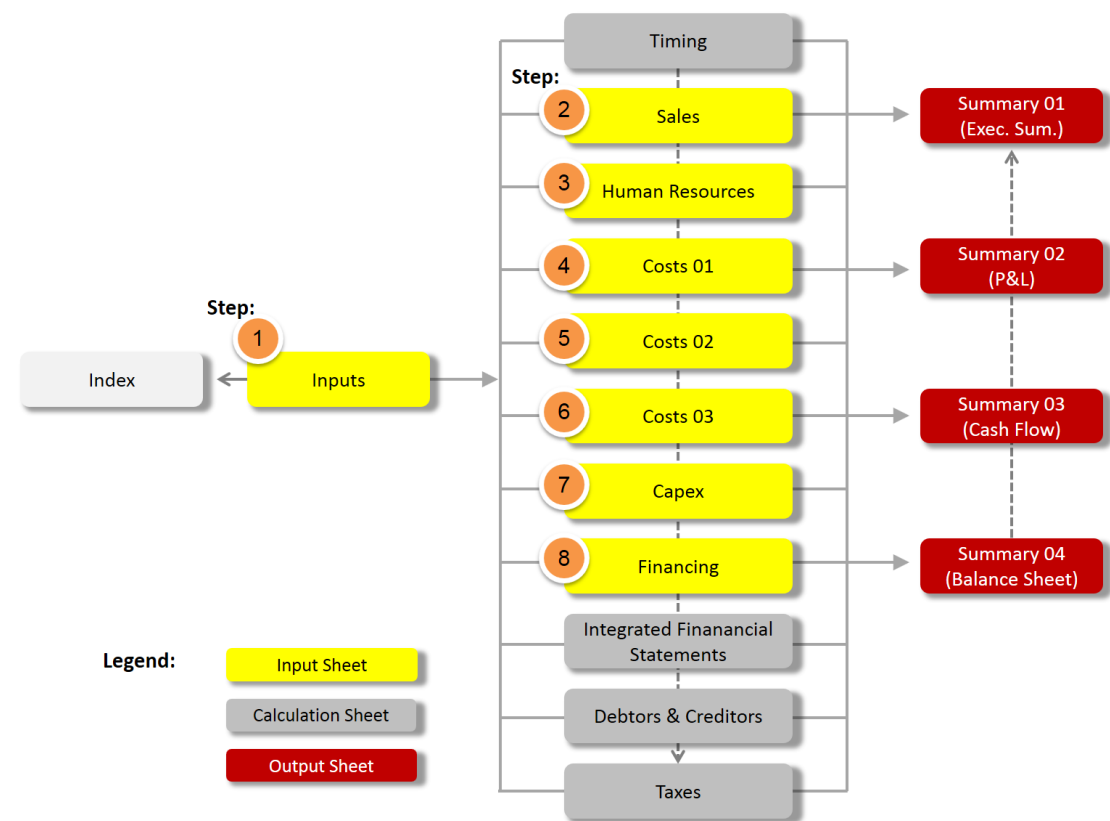 Timing
Step:
2
Sales
Summary 01
(Exec. Sum.)
3
Human Resources
4
Costs 01
Summary 02
(P&L)
Step:
1
5
Costs 02
Index
Inputs
6
Costs 03
Summary 03
(Cash Flow)
7
Capex
8
Financing
Summary 04
(Balance Sheet)
Integrated Finanancial
Statements
Legend:
Input Sheet
Calculation Sheet
Debtors & Creditors
Output Sheet
Taxes